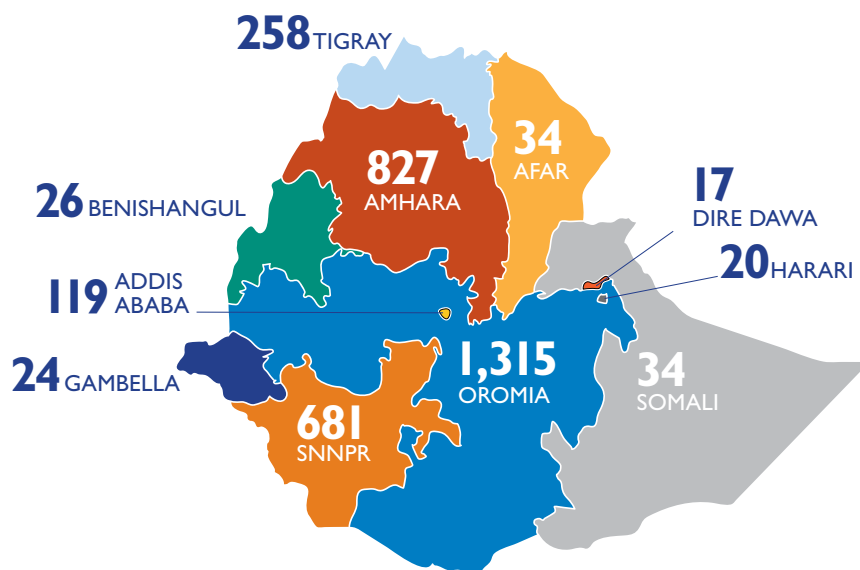 258 TIGRAY
34
AFAR
827
AMHARA
17
DIRE DAWA
26 BENISHANGUL
20 HARARI
119 ADDIS
ABABA
1,315
OROMIA
34
SOMALI
24 GAMBELLA
681
SNNPR